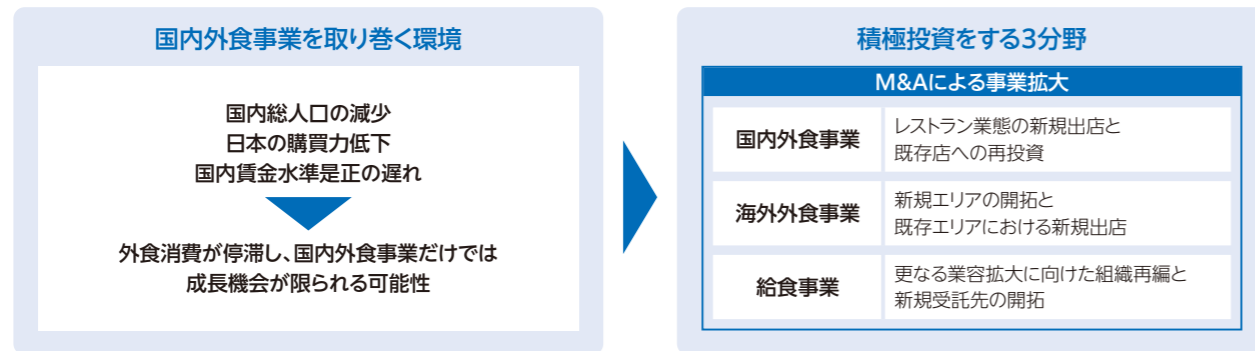 国内外食事業を取り巻く環境
国内総人口の減少
日本の購買力低下
国内賃金水準是正の遅れ
外食消費が停滞し、国内外食事業だけでは
成長機会が限られる可能性
積極投資をする3分野
M&Aによる事業拡大
国内外食事業
レストラン業態の新規出店と
既存店への再投資
海外外食事業
新規エリアの開拓と
既存エリアにおける新規出店
給食事業
更なる業容拡大に向けた組織再編と
新規受託先の開拓